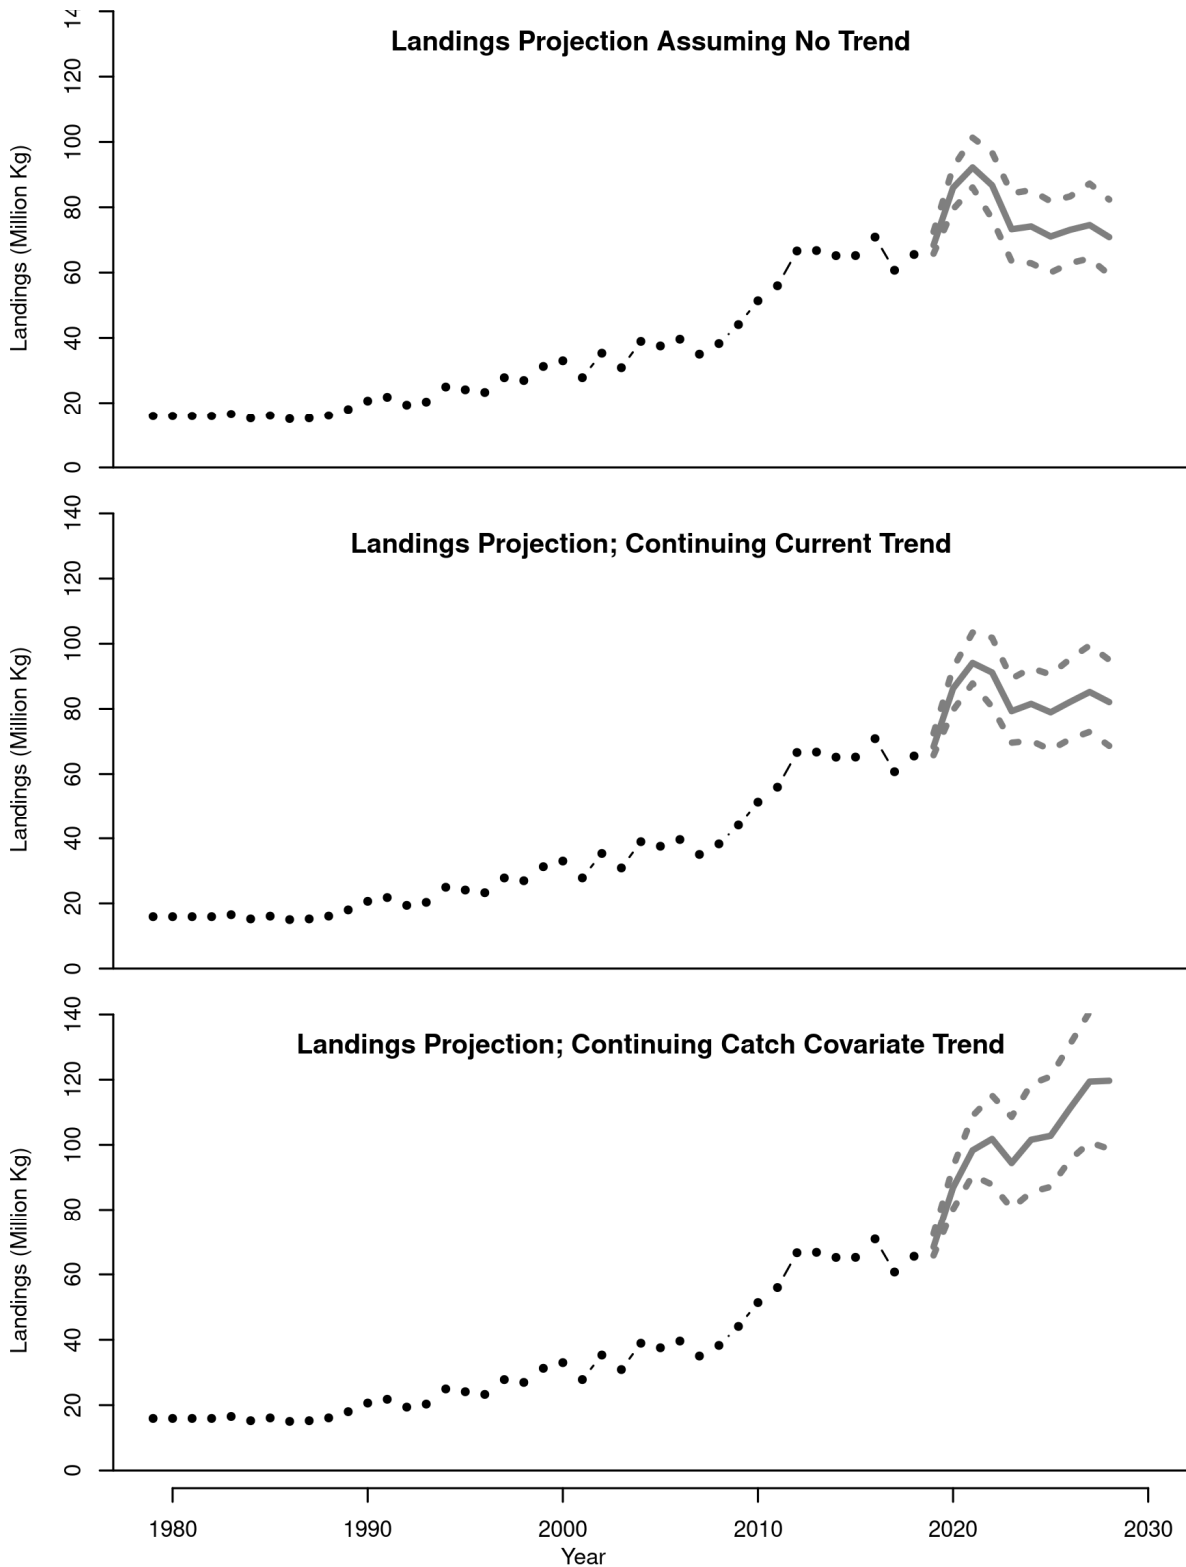 Landings Projection Assuming No Trend
Landings (Million Kg)
120
100
80
60
40
20
0
Landings Projection; Continuing Current Trend
Landings (Million Kg)
140
120
100
80
60
40
20
0
Landings Projection; Continuing Catch Covariate Trend
Landings (Million Kg)
140
120
100
80
60
40
20
0
1980 1990 2000 2010 2020 2030
Year